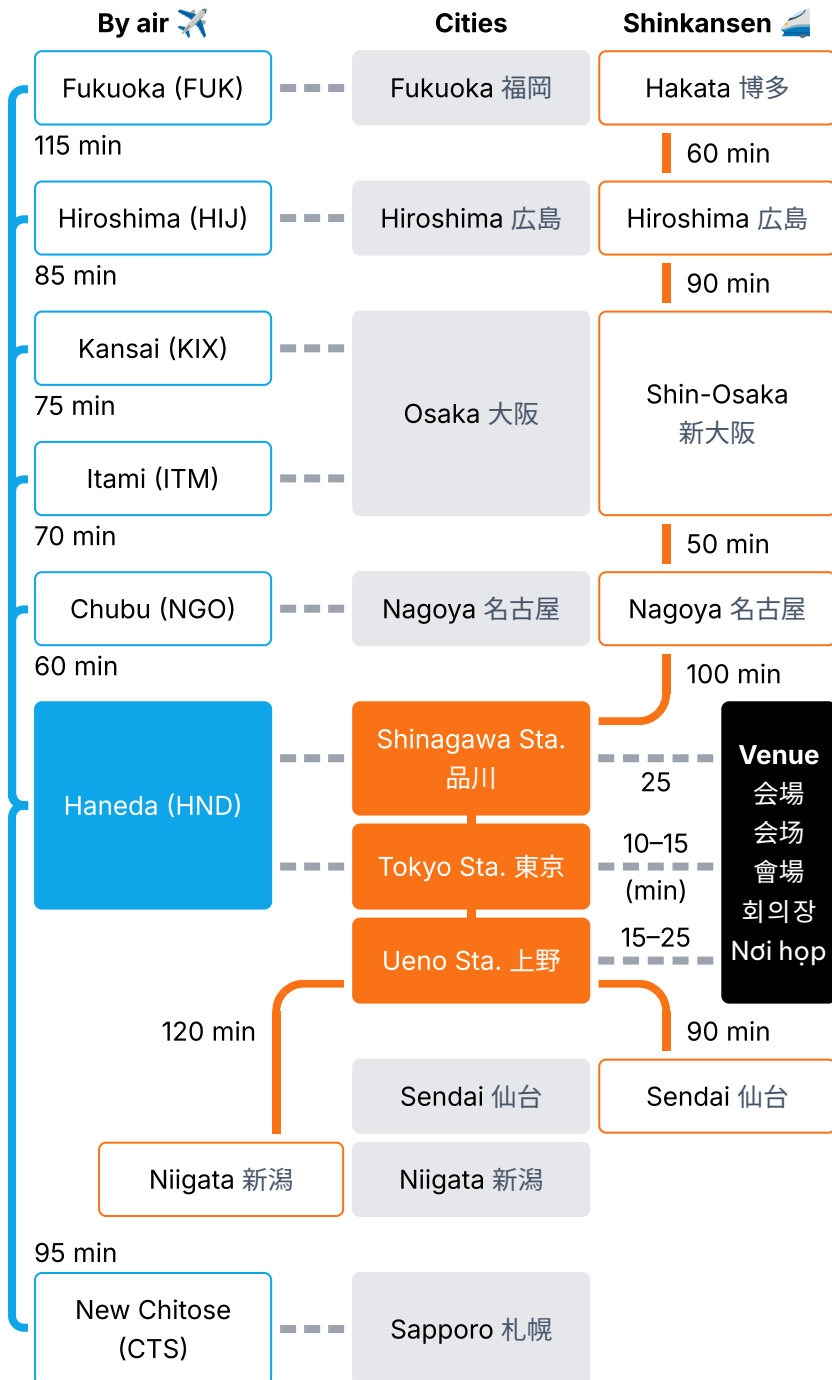 By air ✈️
Cities
Shinkansen 🚄
Fukuoka (FUK)
Fukuoka 福岡
Hakata 博多
115 min
60 min
Hiroshima (HIJ)
Hiroshima 広島
Hiroshima 広島
85 min
90 min
Kansai (KIX)
75 min
Osaka 大阪
Shin-Osaka
新大阪
Itami (ITM)
70 min
50 min
Chubu (NGO)
Nagoya 名古屋
Nagoya 名古屋
60 min
100 min
Haneda (HND)
Shinagawa Sta.
品川
25
Tokyo Sta. 東京
10–15
(min)
Ueno Sta. 上野
15–25
Venue
会場
会场
會場
회의장
Nơi họp
120 min
90 min
Sendai 仙台
Sendai 仙台
Niigata 新潟
Niigata 新潟
95 min
New Chitose
(CTS)
Sapporo 札幌